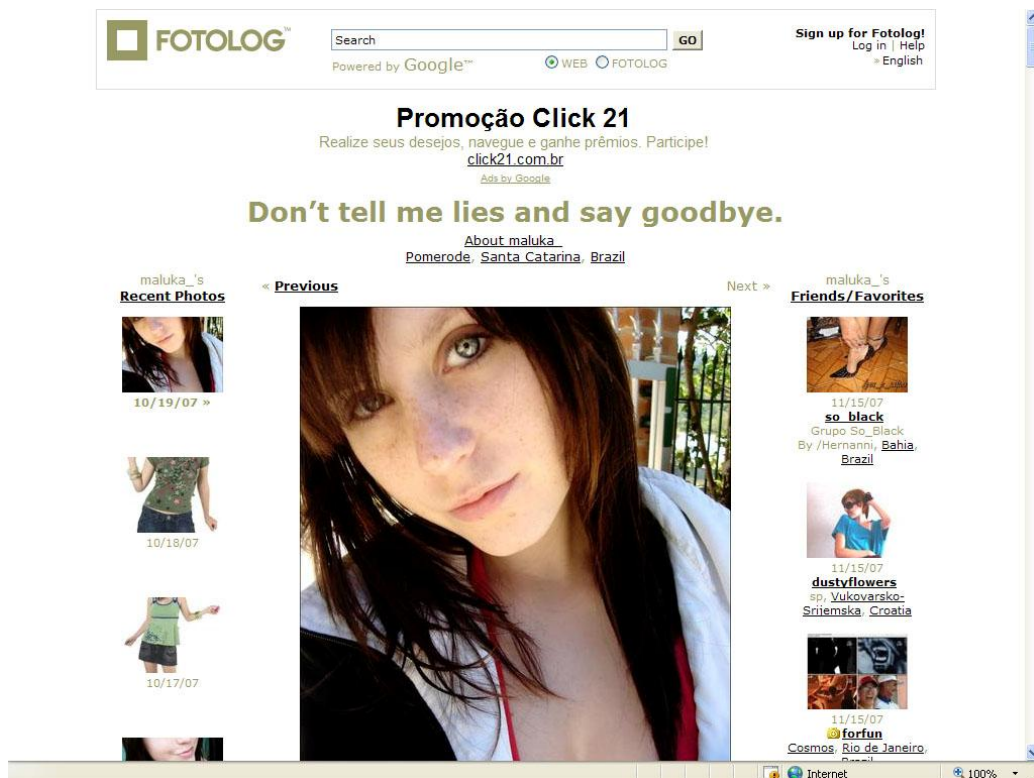 FOTOLOG™
Search
GO
Powered by Google™
WEB FOTOLOG
Sign up for Fotolog!
Log in | Help
» English
Promoção Click 21
Realize seus desejos, navegue e ganhe prêmios. Participe!
click21.com.br
Ads by Google
Don't tell me lies and say goodbye.
About maluka_
Pomerode, Santa Catarina, Brazil
maluka_'s
Recent Photos
10/19/07 »
10/18/07
10/17/07
« Previous
Next »
maluka_'s
Friends/Favorites
11/15/07
so_black
Grupo So_Black
By /Hernanni, Bahia,
Brazil
11/15/07
dustyflowers
sp, Vukovarsko-
Srijemska, Croatia
11/15/07
forfun
Cosmos, Rio de Janeiro,
Brazil
Internet
100%